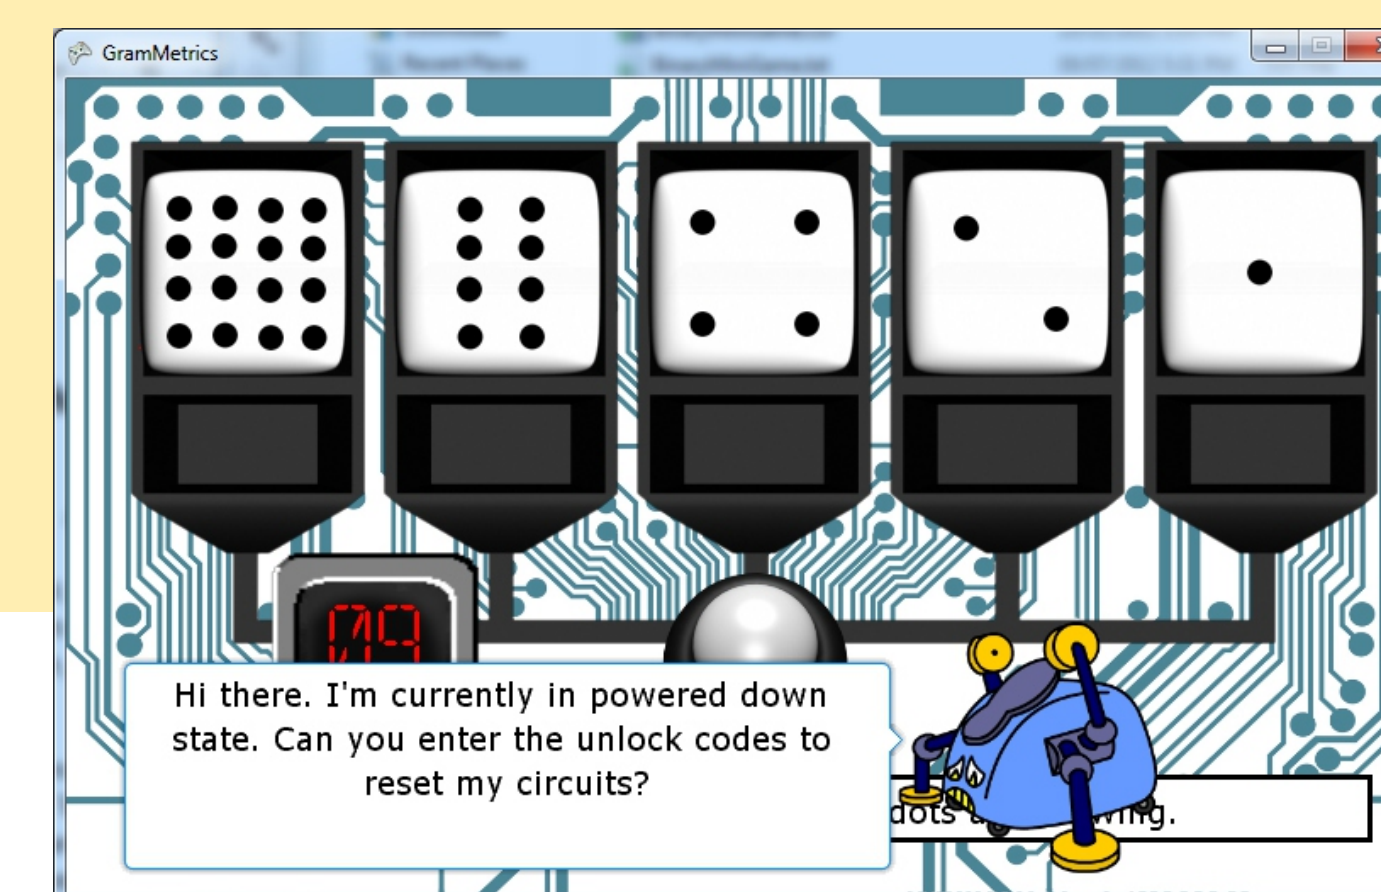 GramMetrics
09
Hi there. I'm currently in powered down
state. Can you enter the unlock codes to
reset my circuits?
dots